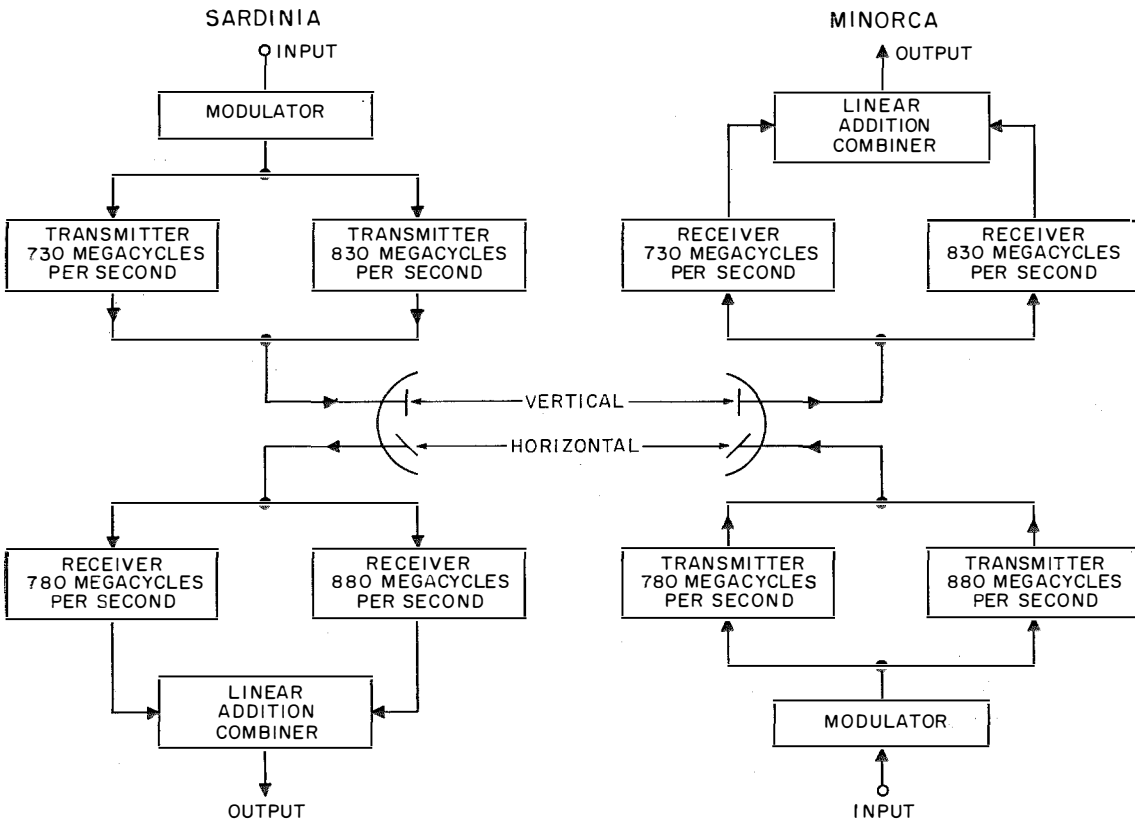 SARDINIA
INPUT
MODULATOR
TRANSMITTER
730 MEGACYCLES
PER SECOND
TRANSMITTER
830 MEGACYCLES
PER SECOND
MINORCA
OUTPUT
LINEAR
ADDITION
COMBINER
RECEIVER
730 MEGACYCLES
PER SECOND
RECEIVER
830 MEGACYCLES
PER SECOND
VERTICAL
HORIZONTAL
RECEIVER
780 MEGACYCLES
PER SECOND
RECEIVER
880 MEGACYCLES
PER SECOND
LINEAR
ADDITION
COMBINER
OUTPUT
TRANSMITTER
780 MEGACYCLES
PER SECOND
TRANSMITTER
880 MEGACYCLES
PER SECOND
MODULATOR
INPUT